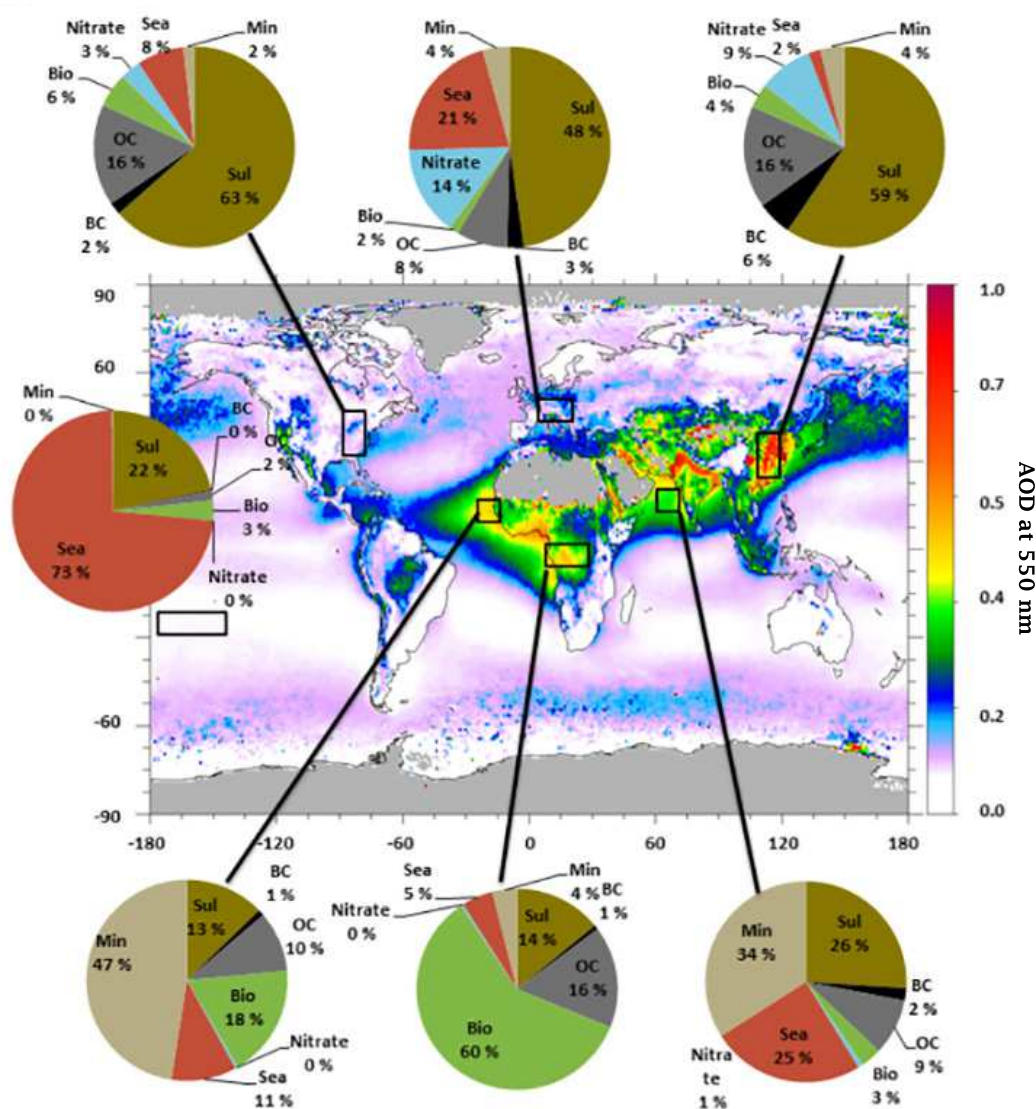 Nitrate
3 %
Sea
8 %
Min
2 %
Bio
6 %
OC
16 %
Sul
63 %
BC
2 %
Min
4 %
Sea
21 %
Sul
48 %
Nitrate
14 %
Bio
2 %
OC
8 %
BC
3 %
Nitrate
9 %
Sea
2 %
Min
4 %
Bio
4 %
OC
16 %
Sul
59 %
BC
6 %
Min
0 %
Sul
22 %
BC
0 %
2 %
Bio
3 %
Sea
73 %
Nitrate
0 %
90
60
-60
-90
-180
-120
-60
0
60
120
180
1.0
0.7
0.5
0.4
0.2
0.0
AOD at 550 nm
Min
47 %
Sul
13 %
BC
1 %
OC
10 %
Bio
18 %
Nitrate
0 %
Sea
11 %
Sea
5 %
Min
4 %
BC
1 %
Nitrate
0 %
Sul
14 %
OC
16 %
Bio
60 %
Min
34 %
Sul
26 %
BC
2 %
OC
9 %
Bio
3 %
Sea
25 %
Nitra
te
1 %